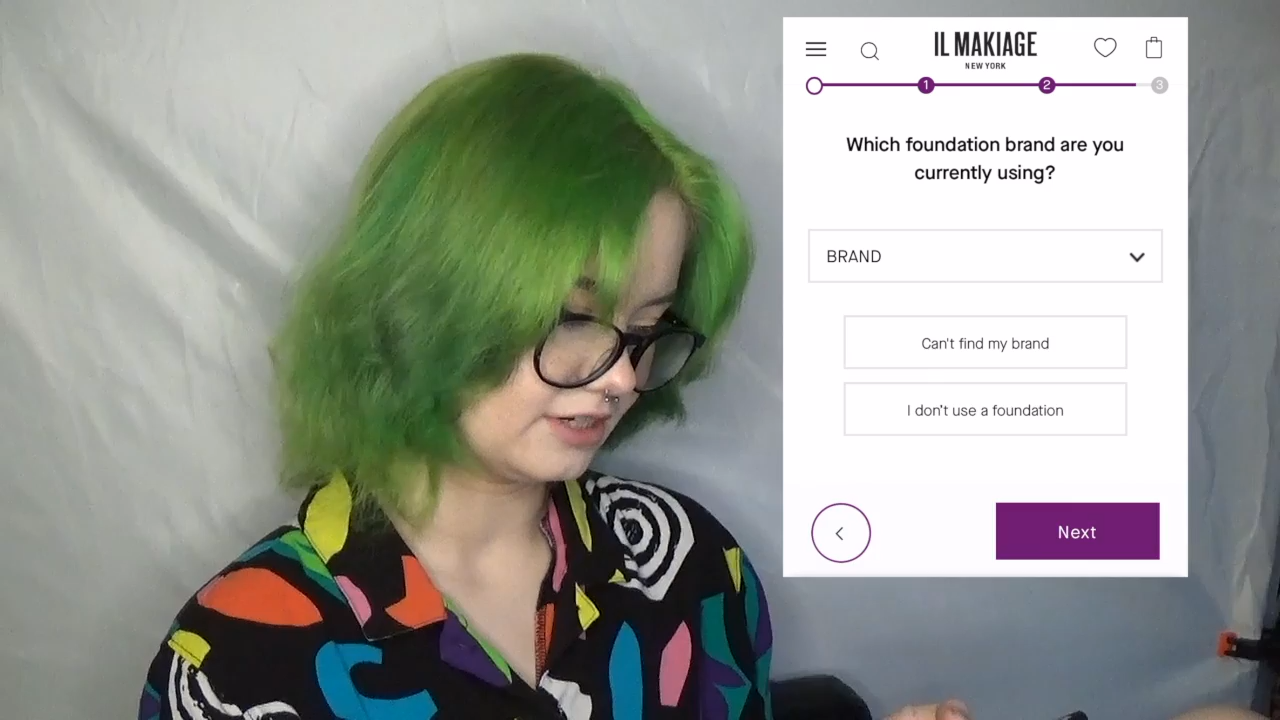 IL MAKIAGE
NEW YORK
1 2 3
Which foundation brand are you
currently using?
BRAND
Can't find my brand
I don't use a foundation
Next